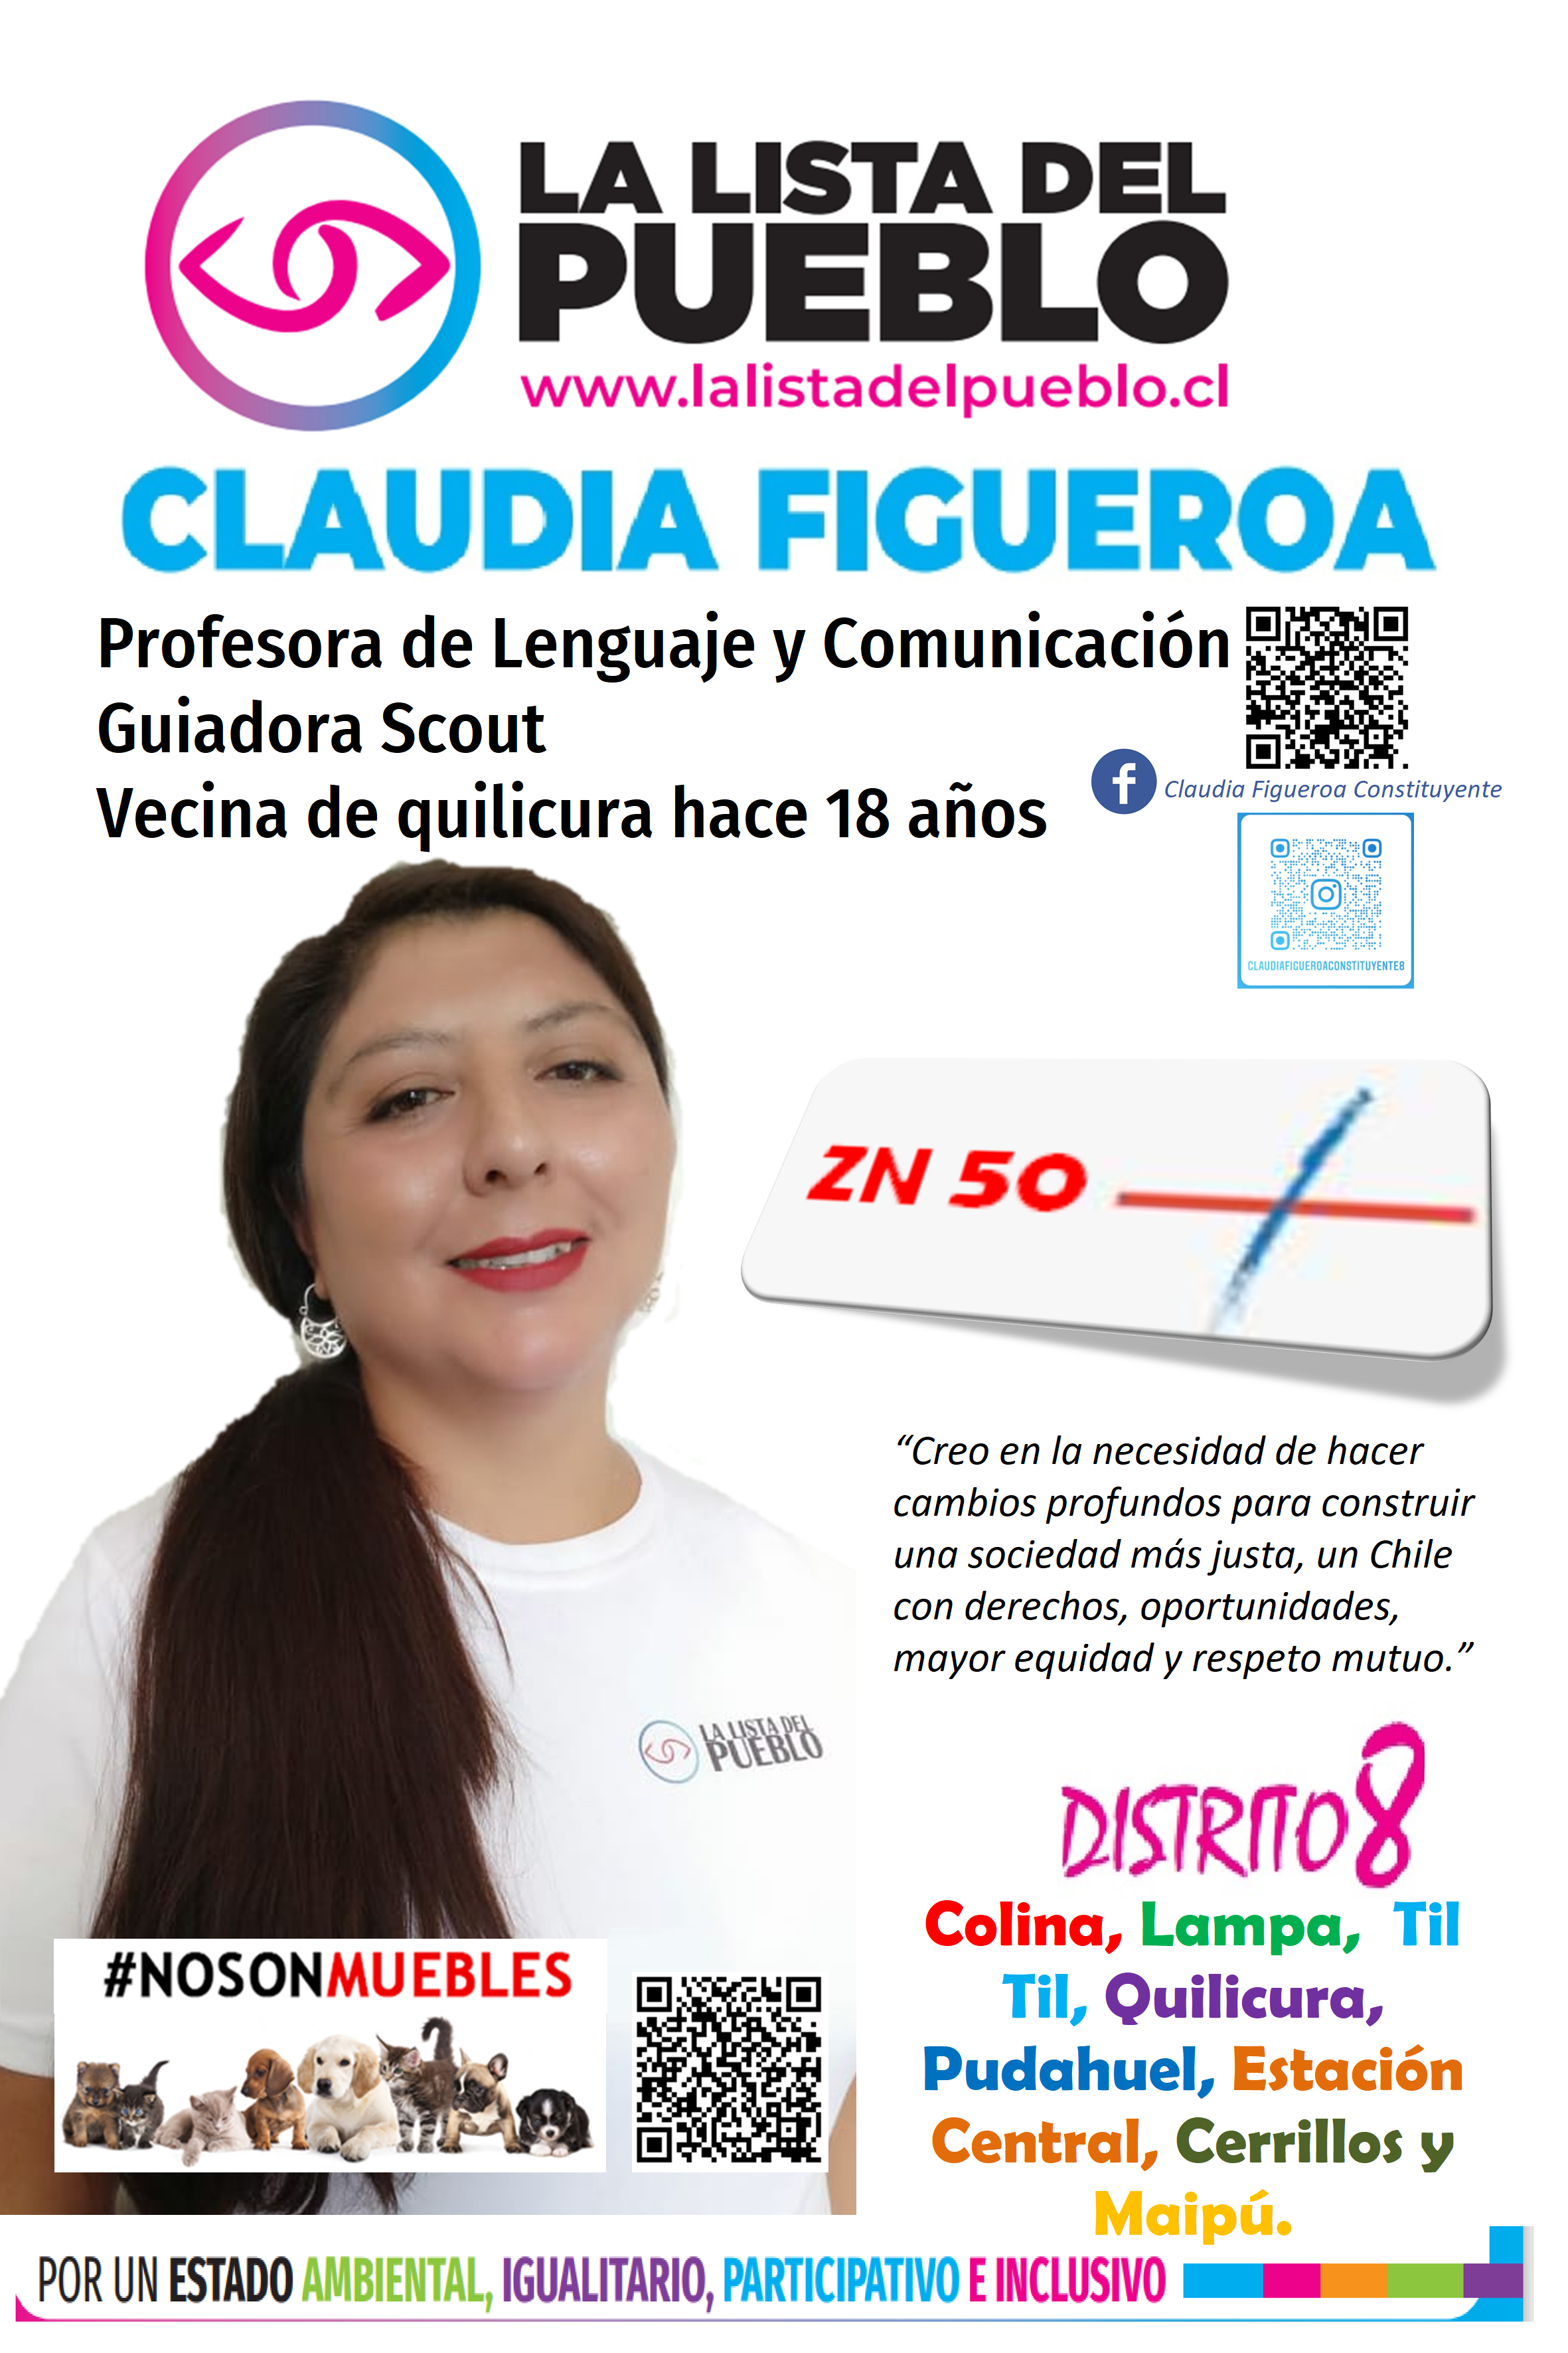 LA LISTA DEL
PUEBLO
www.lalistadelpueblo.cl
CLAUDIA FIGUEROA
Profesora de Lenguaje y Comunicación
Guiadora Scout
Vecina de quilicura hace 18 años
f Claudia Figueroa Constituyente
CLAUDIAFIGUEROACONSTITUYENTE8
ZN 50
“Creo en la necesidad de hacer
cambios profundos para construir
una sociedad más justa, un Chile
con derechos, oportunidades,
mayor equidad y respeto mutuo.”
LA LISTA DEL
PUEBLO
DISTRITO 8
Colina, Lampa, Til
Til, Quilicura,
Pudahuel, Estación
Central, Cerrillos y
Maipú.
#NOSONMUEBLES
POR UN ESTADO AMBIENTAL, IGUALITARIO, PARTICIPATIVO E INCLUSIVO